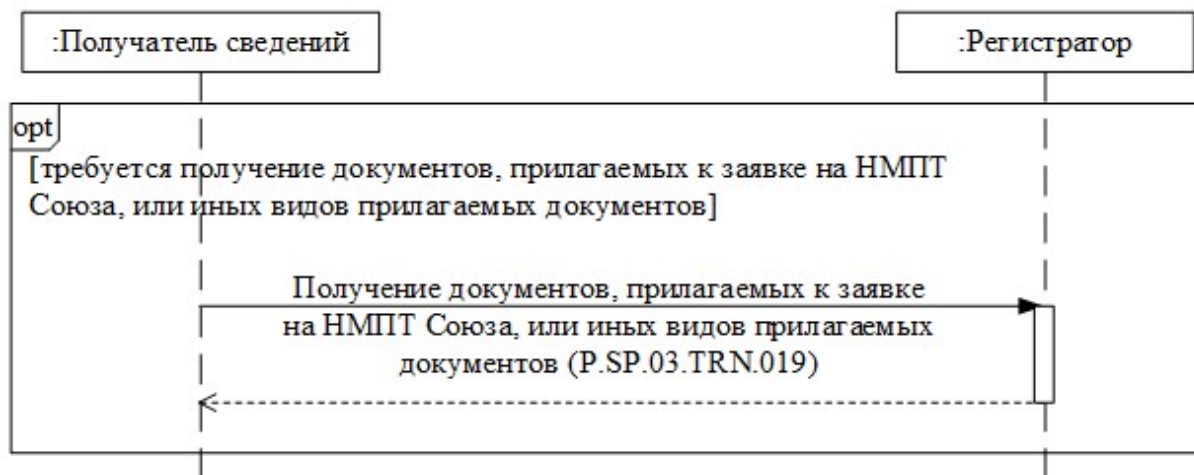 :Получатель сведений
:Регистратор
opt
[требуется получение документов, прилагаемых к заявке на НМПТ
Союза, или иных видов прилагаемых документов]
Получение документов, прилагаемых к заявке
на НМПТ Союза, или иных видов прилагаемых
документов (P.SP.03.TRN.019)